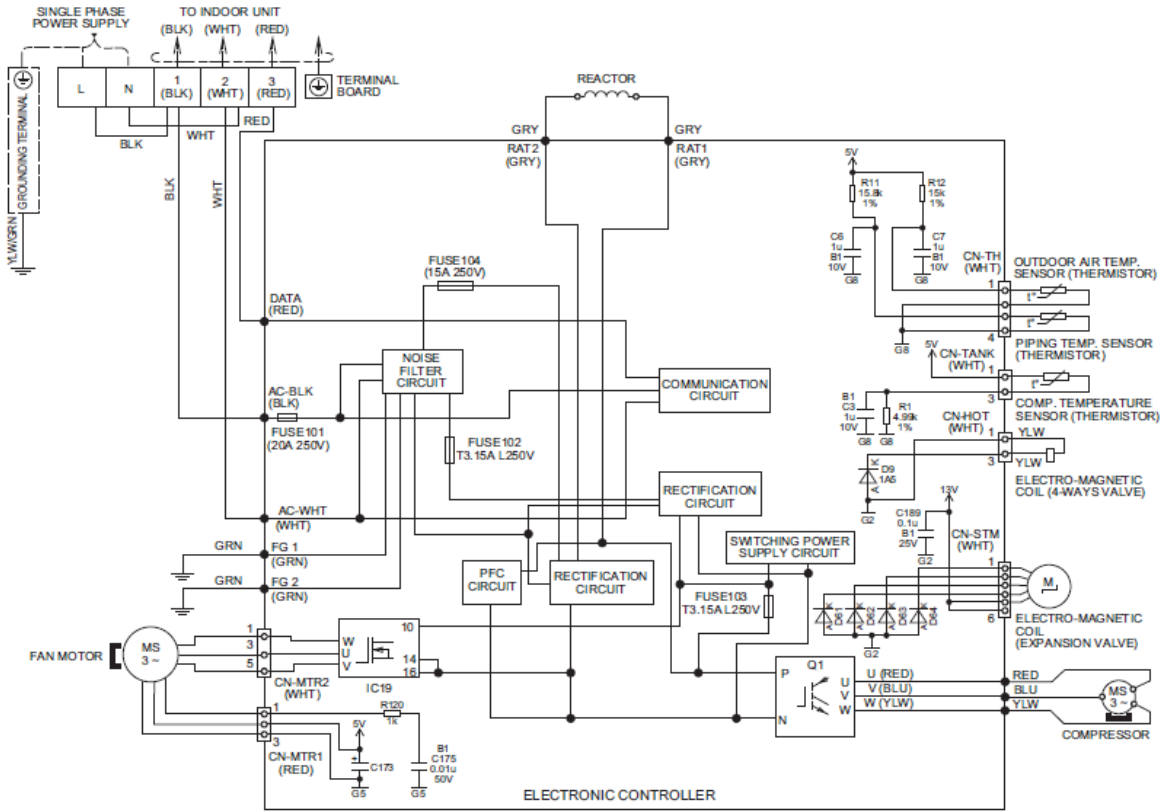 SINGLE PHASE
POWER SUPPLY
TO INDOOR UNIT
(BLK) (WHT) (RED)
L
N
1
(BLK)
2
(WHT)
3
(RED)
TERMINAL
BOARD
GROUNDING TERMINAL
YLW/GRN
BLK
WHT
RED
BLK
WHT
REACTOR
GRY
RAT2
(GRY)
GRY
RAT1
(GRY)
FUSE104
(15A 250V)
DATA
(RED)
NOISE
FILTER
CIRCUIT
AC-BLK
(BLK)
FUSE101
(20A 250V)
FUSE102
T3.15A L250V
COMMUNICATION
CIRCUIT
RECTIFICATION
CIRCUIT
AC-WHT
(WHT)
GRN
FG 1
(GRN)
GRN
FG 2
(GRN)
SWITCHING POWER
SUPPLY CIRCUIT
PFC
CIRCUIT
RECTIFICATION
CIRCUIT
FUSE103
T3.15A L250V
5V
R11
15.8k
1%
R12
15k
1%
C6
1u
B1
10V
G8
C7
1u
B1
10V
G8
CN-TH
(WHT)
1
4
t°
t°
G8
OUTDOOR AIR TEMP.
SENSOR (THERMISTOR)
PIPING TEMP. SENSOR
(THERMISTOR)
5V
CN-TANK
(WHT)
1
3
t°
COMP. TEMPERATURE
SENSOR (THERMISTOR)
B1
C3
1u
10V
G8
R1
4.99k
1%
G8
CN-HOT
(WHT)
1
3
YLW
YLW
ELECTRO-MAGNETIC
COIL (4-WAYS VALVE)
K
D9
1A5
A
G2
13V
C189
0.1u
B1
25V
G2
CN-STM
(WHT)
1
6
M
ELECTRO-MAGNETIC
COIL
(EXPANSION VALVE)
A K D61
A K D62
A K D63
A K D64
G2
FAN MOTOR
MS
3 ~
1
3
5
CN-MTR2
(WHT)
W
U
V
10
14
16
IC19
1
3
CN-MTR1
(RED)
R120
1k
5V
+
C173
G5
B1
C175
0.01u
50V
G5
P
N
Q1
U
V
W
U (RED)
V (BLU)
W (YLW)
RED
BLU
YLW
MS
3 ~
COMPRESSOR
ELECTRONIC CONTROLLER